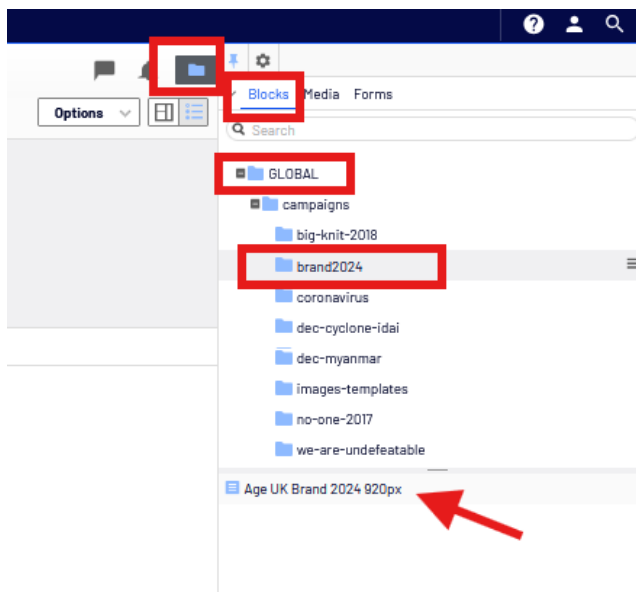 Options
Blocks Media Forms
Search
GLOBAL
campaigns
big-knit-2018
brand2024
coronavirus
dec-cyclone-idai
dec-myanmar
images-templates
no-one-2017
we-are-undefeatable
Age UK Brand 2024 920px